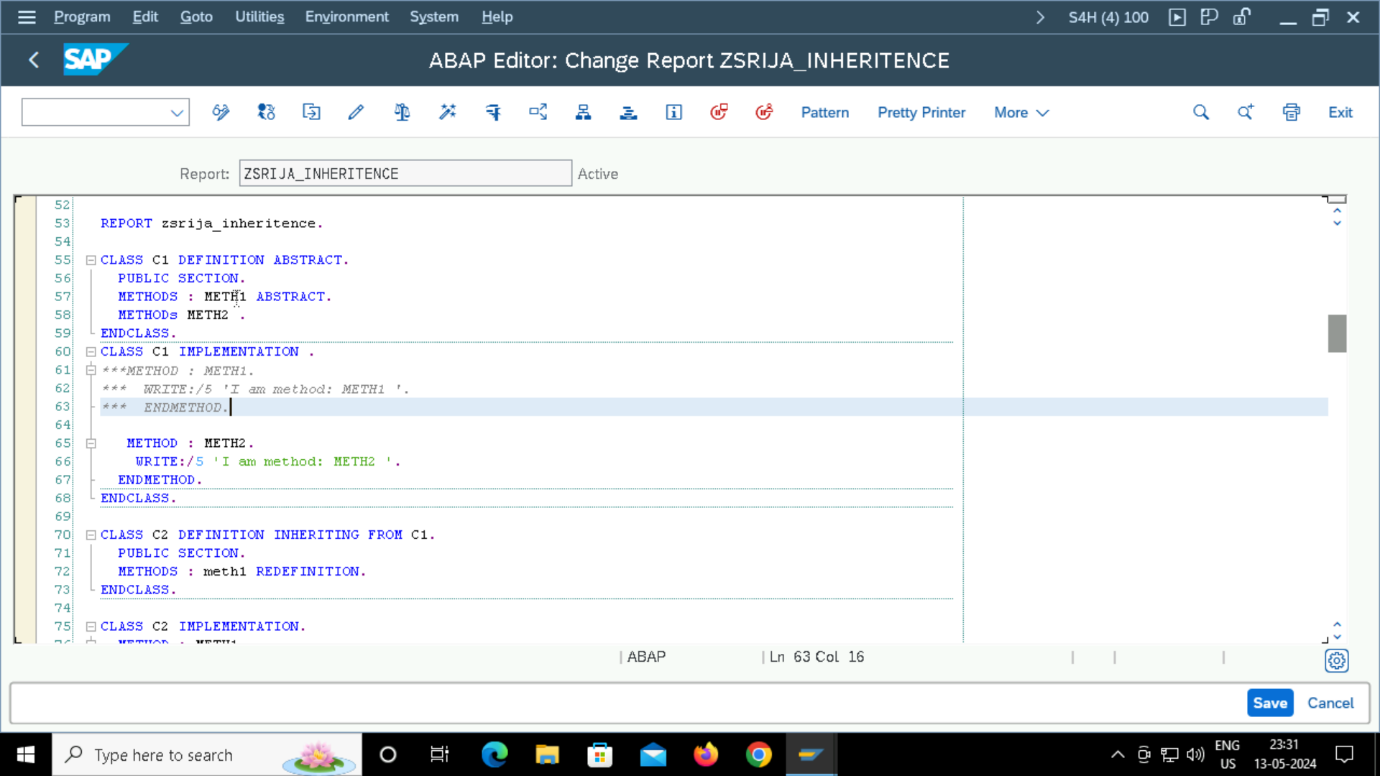 Program Edit Goto Utilities Environment System Help S4H (4) 100
SAP ABAP Editor: Change Report ZSRIJA_INHERITENCE
Pattern Pretty Printer More Exit
Report: ZSRIJA_INHERITENCE Active
52
53 REPORT zsrija_inheritence.
54
55 CLASS C1 DEFINITION ABSTRACT.
56 PUBLIC SECTION.
57 METHODS : METH1 ABSTRACT.
58 METHODs METH2 .
59 ENDCLASS.
60 CLASS C1 IMPLEMENTATION .
61 ***METHOD : METH1.
62 *** WRITE:/5 'I am method: METH1 '.
63 *** ENDMETHOD.
64
65 METHOD : METH2.
66 WRITE:/5 'I am method: METH2 '.
67 ENDMETHOD.
68 ENDCLASS.
69
70 CLASS C2 DEFINITION INHERITING FROM C1.
71 PUBLIC SECTION.
72 METHODS : meth1 REDEFINITION.
73 ENDCLASS.
74
75 CLASS C2 IMPLEMENTATION.
ABAP Ln 63 Col 16
Save Cancel
Type here to search
ENG 23:31
US 13-05-2024